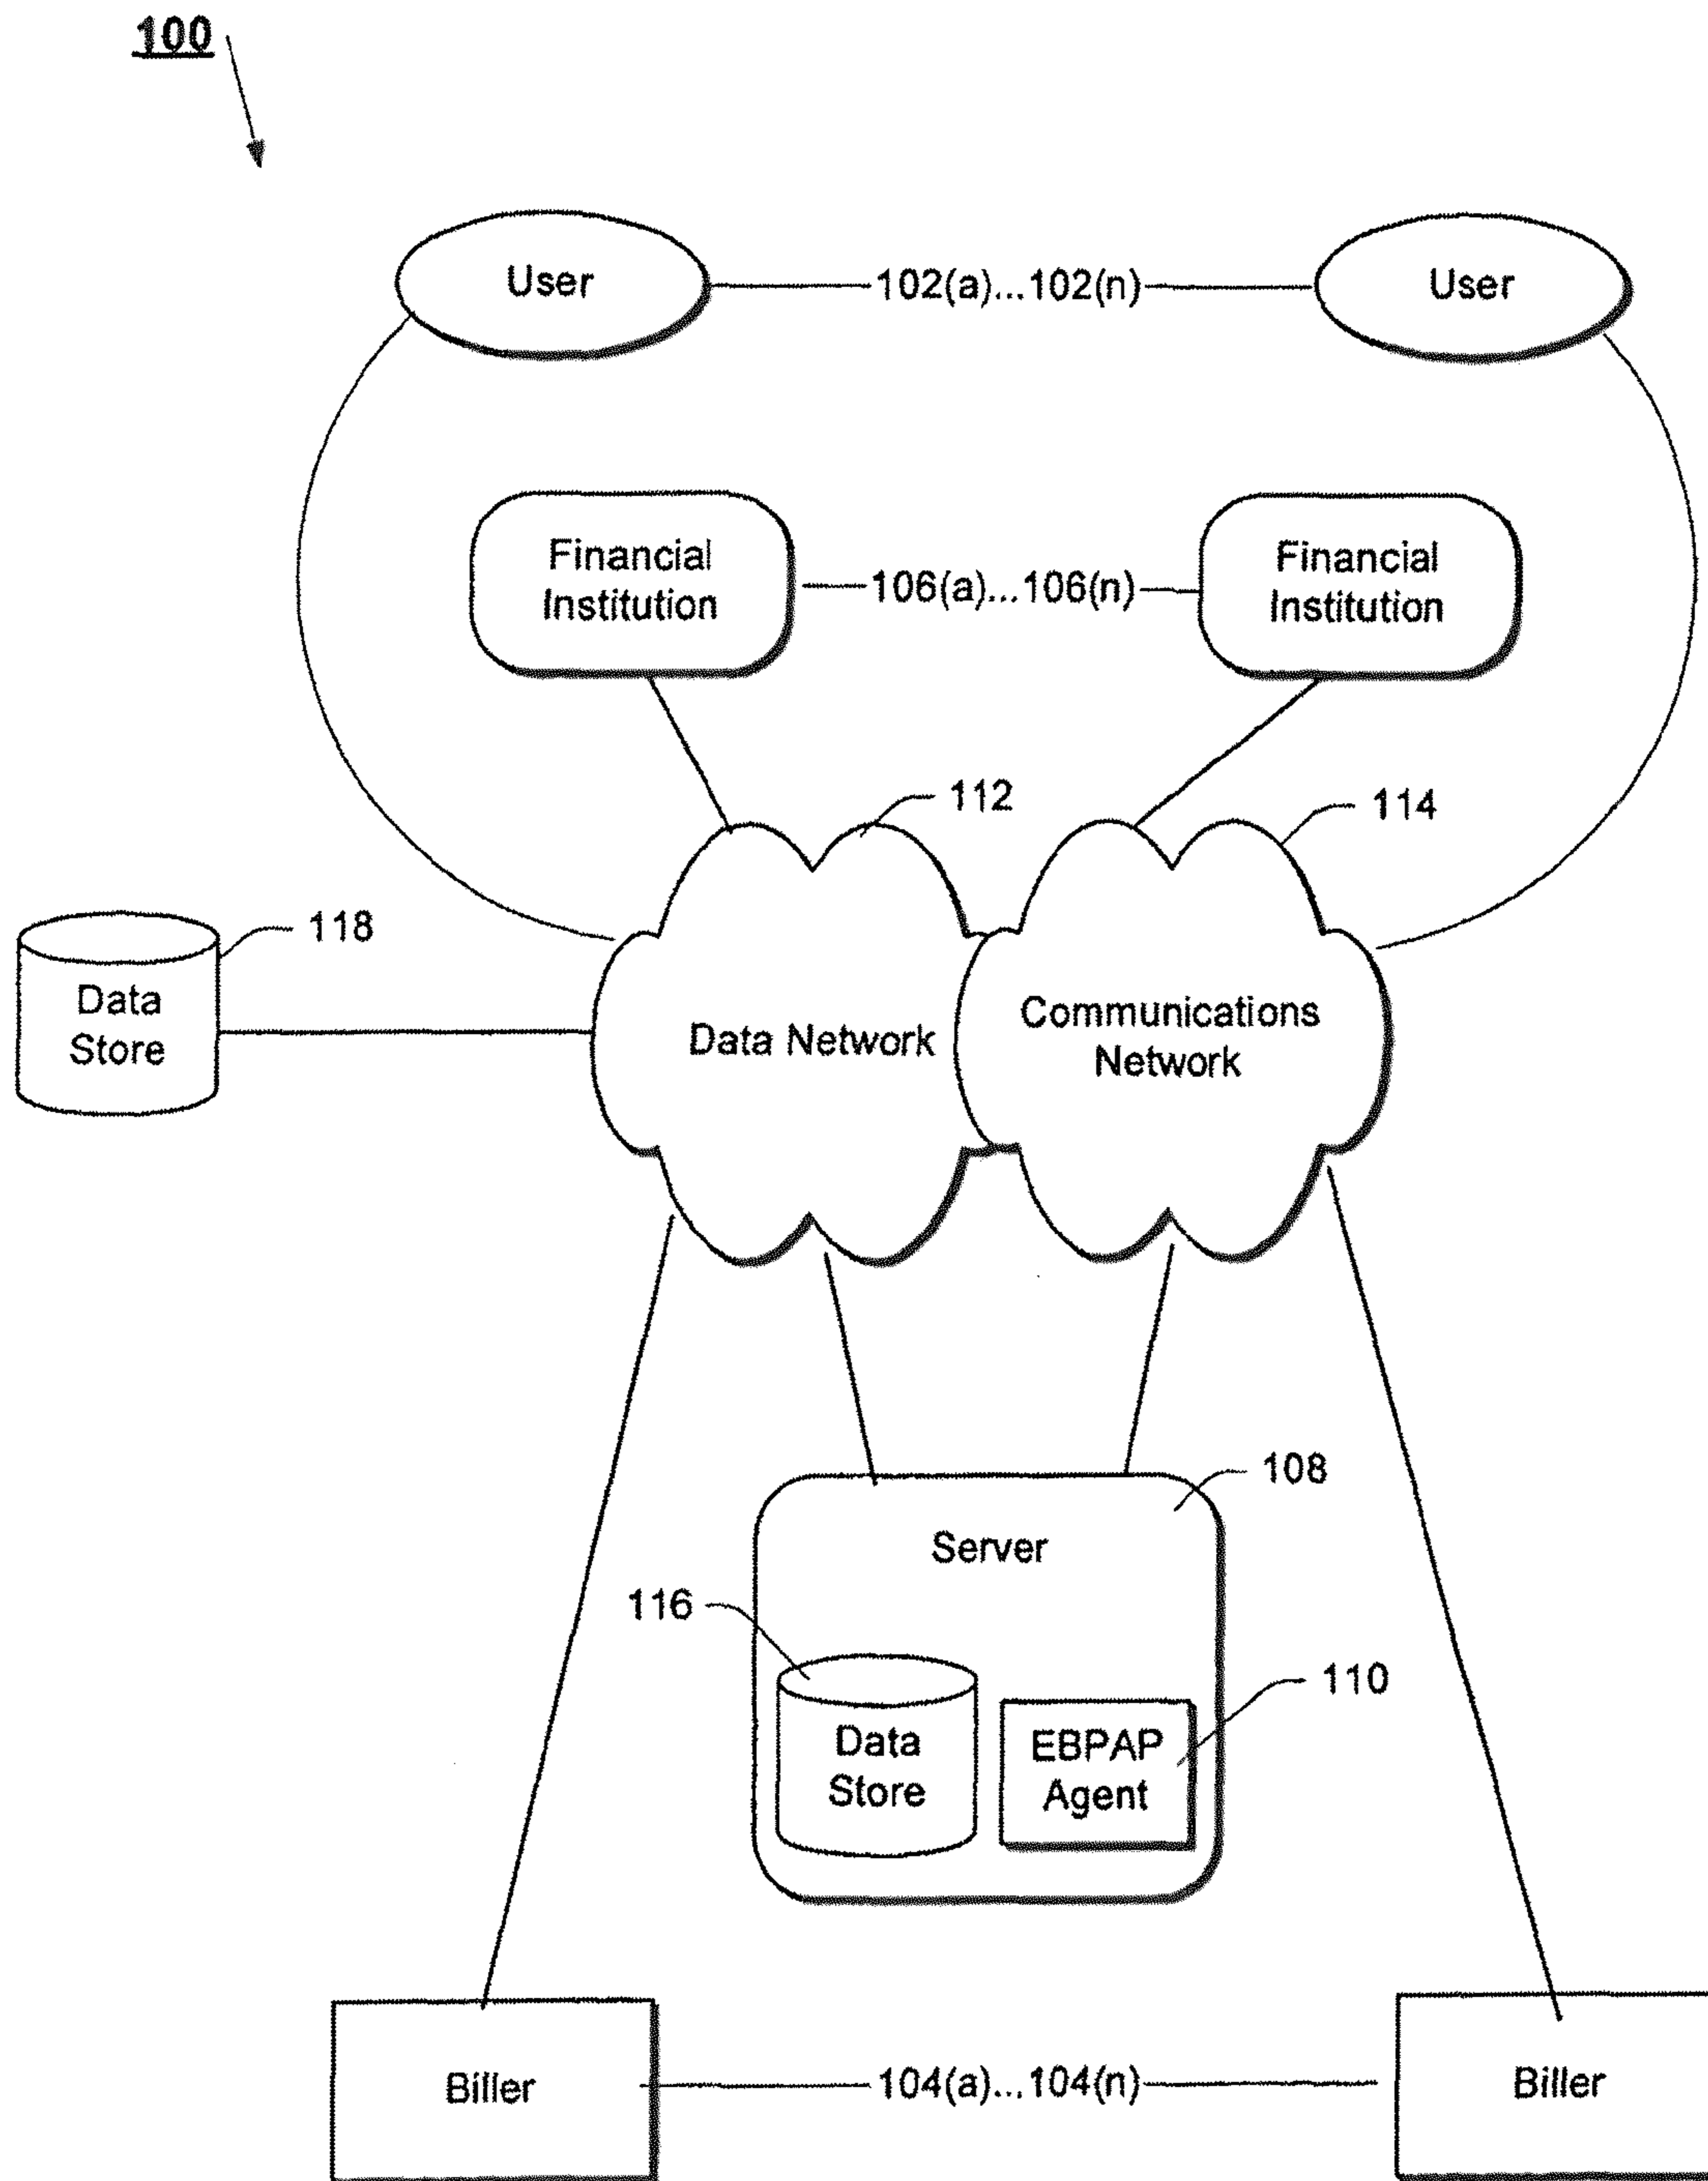 100
User
102(a)...102(n)
User
Financial
Institution
106(a)...106(n)
Financial
Institution
112
114
118
Data
Store
Data Network
Communications
Network
108
Server
116
110
Data
Store
EBPAP
Agent
Biller
104(a)...104(n)
Biller